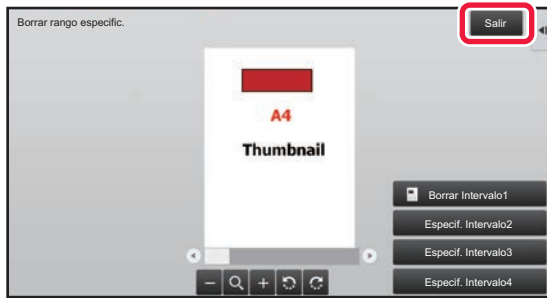 Borrar rango especific.
Salir
A4
Thumbnail
Borrar Intervalo1
Especif. Intervalo2
Especif. Intervalo3
Especif. Intervalo4